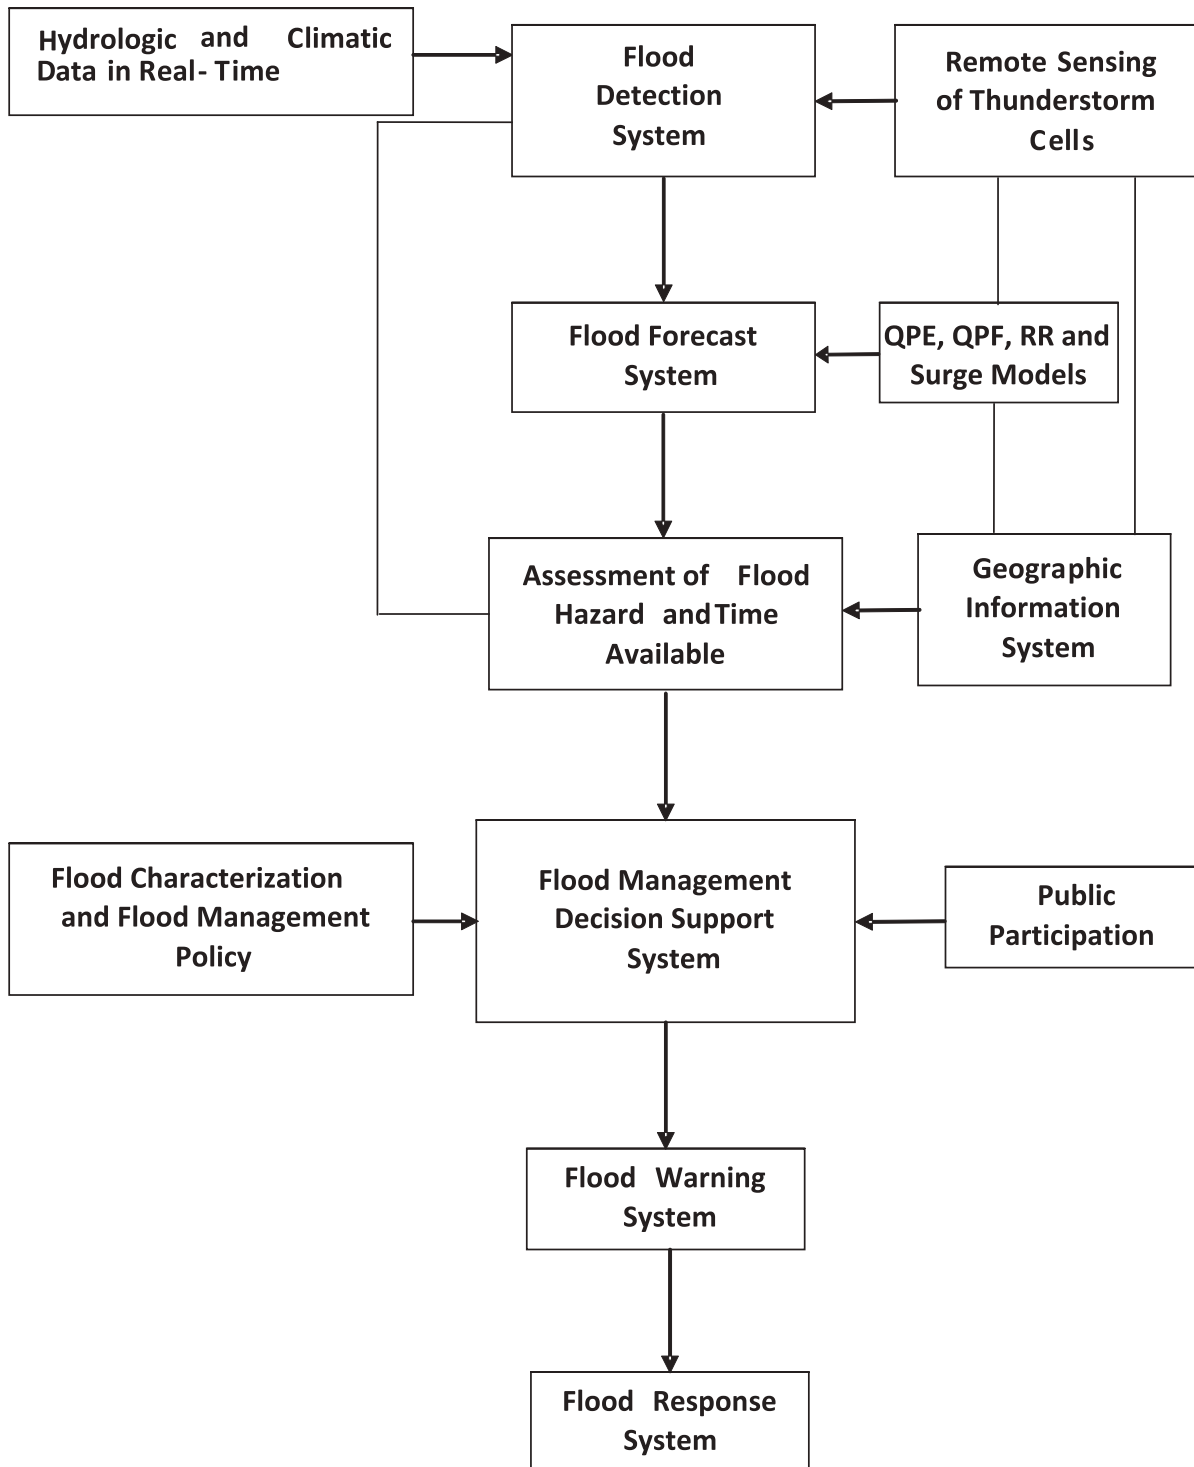 Hydrologic and Climatic
Data in Real- Time
Flood
Detection
System
Remote Sensing
of Thunderstorm
Cells
Flood Forecast
System
QPE, QPF, RR and
Surge Models
Assessment of Flood
Hazard and Time
Available
Geographic
Information
System
Flood Characterization
and Flood Management
Policy
Flood Management
Decision Support
System
Public
Participation
Flood Warning
System
Flood Response
System